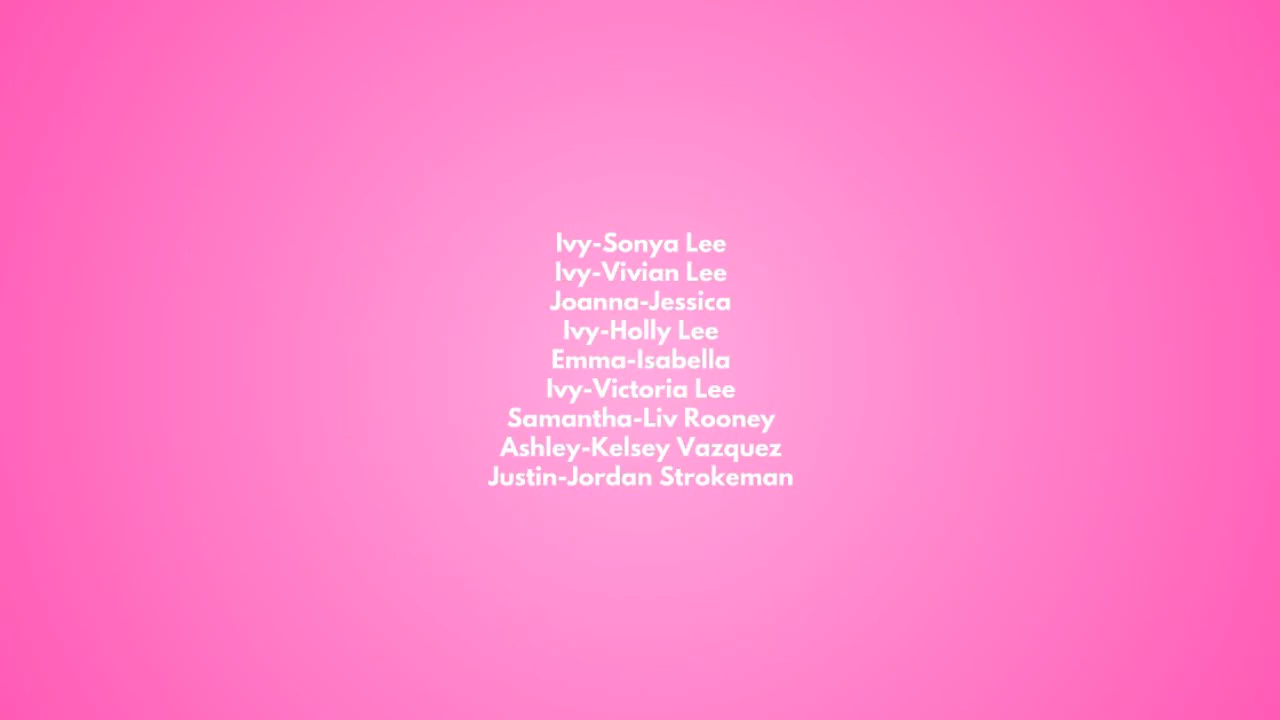 Ivy-Sonya Lee
Ivy-Vivian Lee
Joanna-Jessica
Ivy-Holly Lee
Emma-Isabella
Ivy-Victoria Lee
Samantha-Liv Rooney
Ashley-Kelsey Vazquez
Justin-Jordan Strokeman